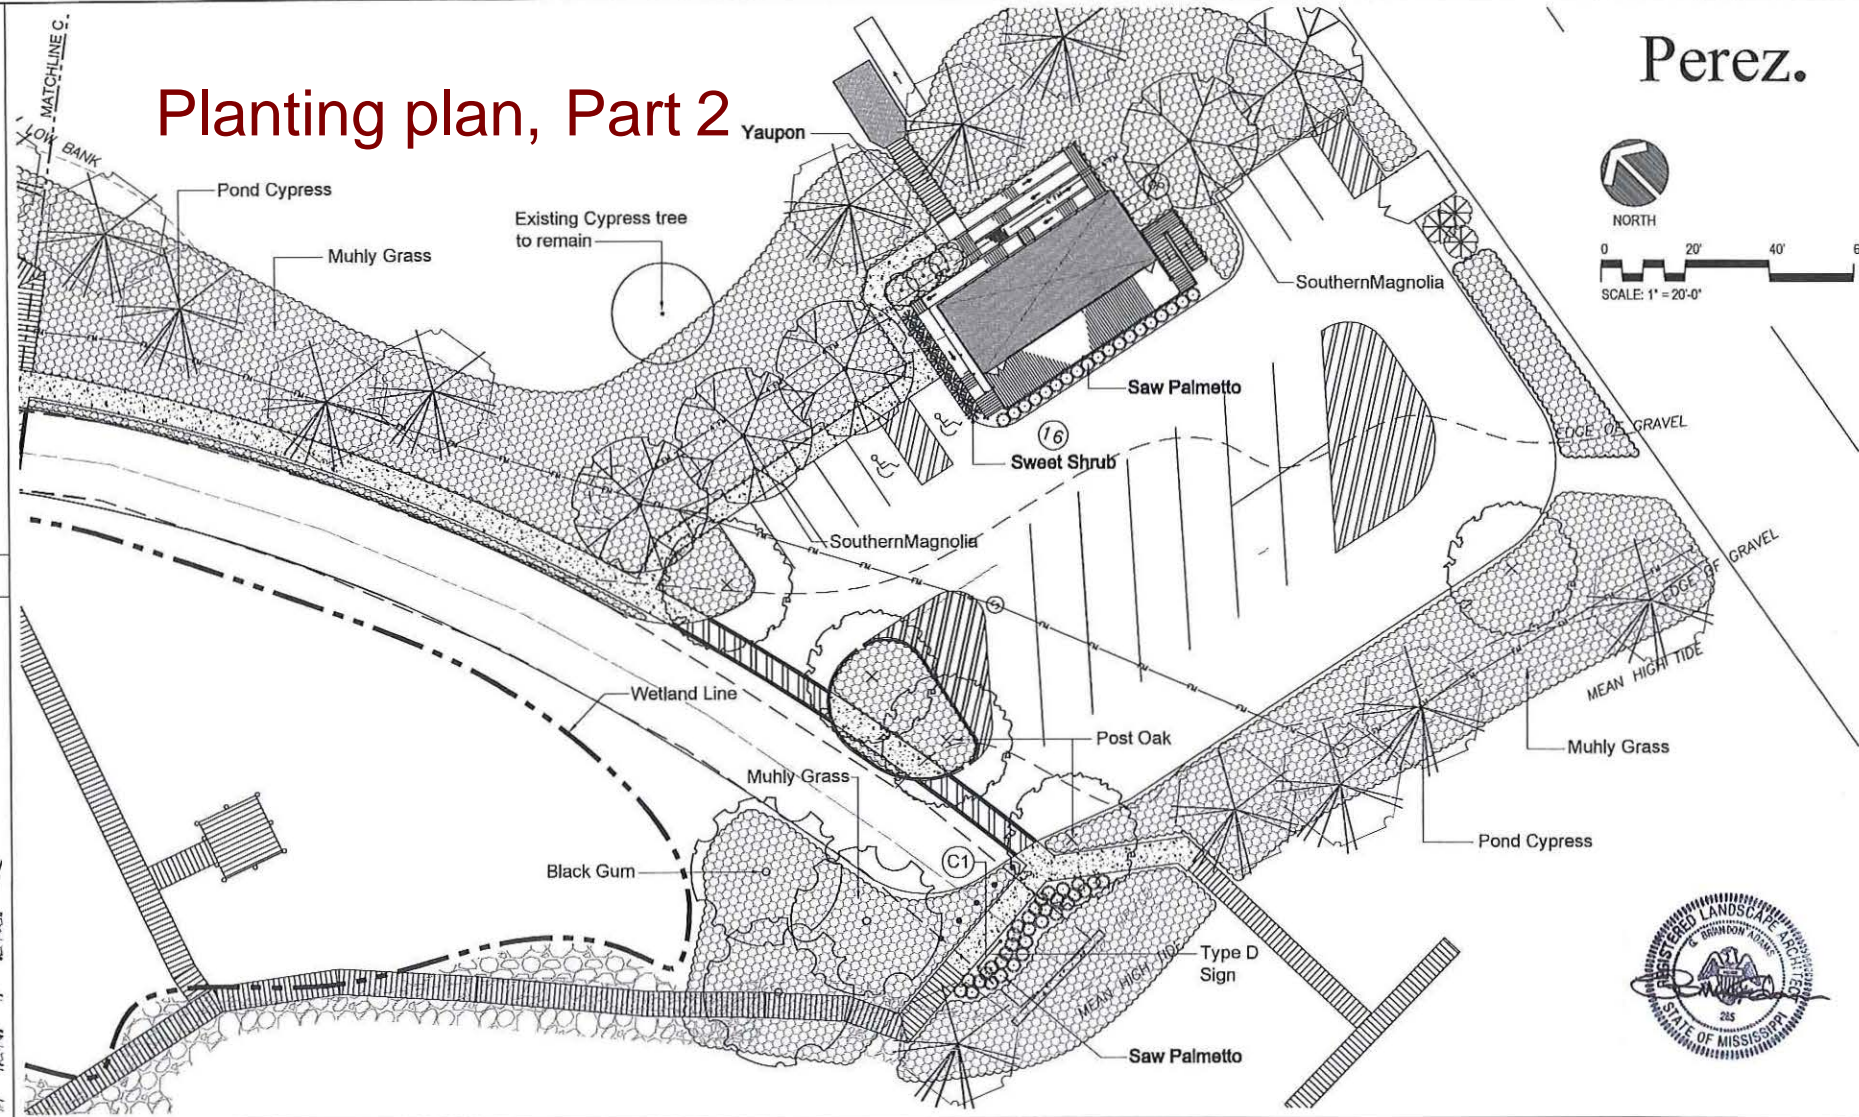 MATCHLINE C
Planting plan, Part 2
Perez.
LOW BANK
Yaupon
Pond Cypress
Existing Cypress tree
to remain
Muhly Grass
NORTH
0 20' 40' 6
SCALE: 1" = 20'-0"
SouthernMagnolia
Saw Palmetto
16
Sweet Shrub
EDGE OF GRAVEL
SouthernMagnolia
EDGE OF GRAVEL
MEAN HIGH TIDE
Wetland Line
Post Oak
Muhly Grass
Muhly Grass
Pond Cypress
Black Gum
C1
Type D
Sign
MEAN HIGH TIDE
Saw Palmetto
REGISTERED LANDSCAPE ARCHITECT
G. BRANDON ADAMS
285
STATE OF MISSISSIPPI